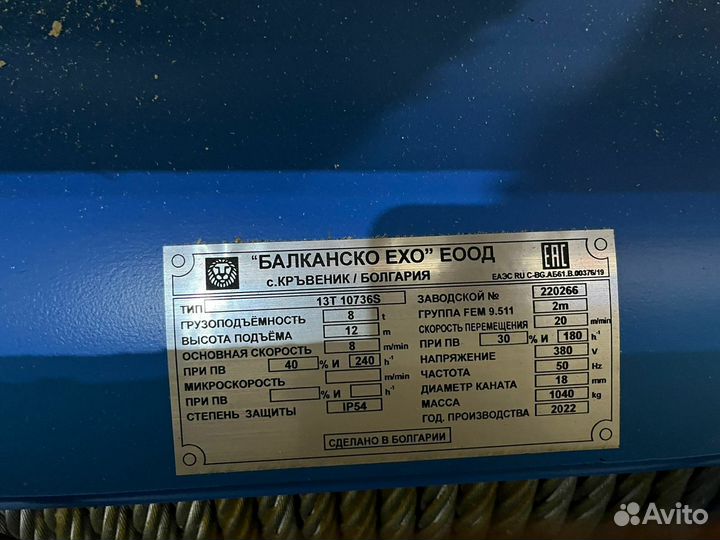 "БАЛКАНСКО ЕХО" ЕООД
с.КРЪВЕНИК / БОЛГАРИЯ
EAC
ЕАЭС RU C-BG.АБ61.В.00376/19
ТИП 13Т 10736S
ГРУЗОПОДЪЁМНОСТЬ 8 t
ВЫСОТА ПОДЪЁМА 12 m
ОСНОВНАЯ СКОРОСТЬ 8 m/min
ПРИ ПВ 40 % И 240 h⁻¹
МИКРОСКОРОСТЬ m/min
ПРИ ПВ % И h⁻¹
СТЕПЕНЬ ЗАЩИТЫ IP54
ЗАВОДСКОЙ № 220266
ГРУППА FEM 9.511 2m
СКОРОСТЬ ПЕРЕМЕЩЕНИЯ 20 m/min
ПРИ ПВ 30 % И 180 h⁻¹
НАПРЯЖЕНИЕ 380 V
ЧАСТОТА 50 Hz
ДИАМЕТР КАНАТА 18 mm
МАССА 1040 kg
ГОД. ПРОИЗВОДСТВА 2022
СДЕЛАНО В БОЛГАРИИ
Avito